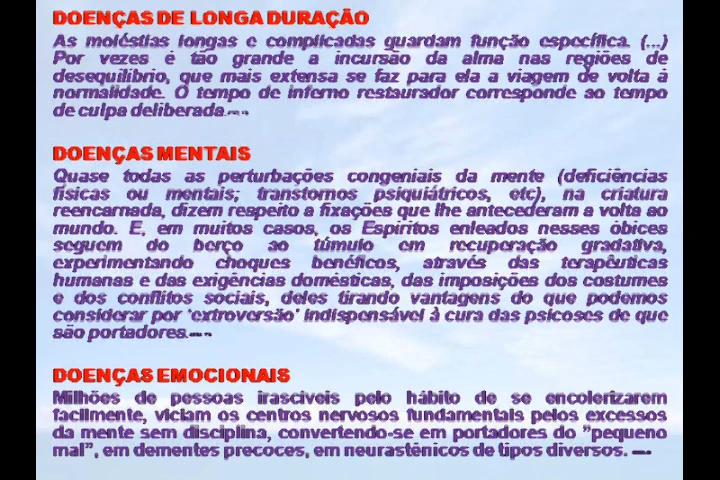 DOENÇAS DE LONGA DURAÇÃO
As moléstias longas e complicadas guardam função específica. (...)
Por vezes é tão grande a incursão da alma nas regiões de
desequilíbrio, que mais extensa se faz para ela a viagem de volta à
normalidade. O tempo de inferno restaurador corresponde ao tempo
de culpa deliberada.
DOENÇAS MENTAIS
Quase todas as perturbações congeniais da mente (deficiências
físicas ou mentais; transtornos psiquiátricos, etc), na criatura
reencarnada, dizem respeito a fixações que lhe antecederam a volta ao
mundo. E, em muitos casos, os Espíritos enleados nesses óbices
seguem do berço ao túmulo em recuperação gradativa,
experimentando choques benéficos, através das terapêuticas
humanas e das exigências domésticas, das imposições dos costumes
e dos conflitos sociais, deles tirando vantagens do que podemos
considerar por 'extroversão' indispensável à cura das psicoses de que
são portadores.
DOENÇAS EMOCIONAIS
Milhões de pessoas irascíveis pelo hábito de se encolerizarem
facilmente, viciam os centros nervosos fundamentais pelos excessos
da mente sem disciplina, convertendo-se em portadores do "pequeno
mal", em dementes precoces, em neurastênicos de tipos diversos.